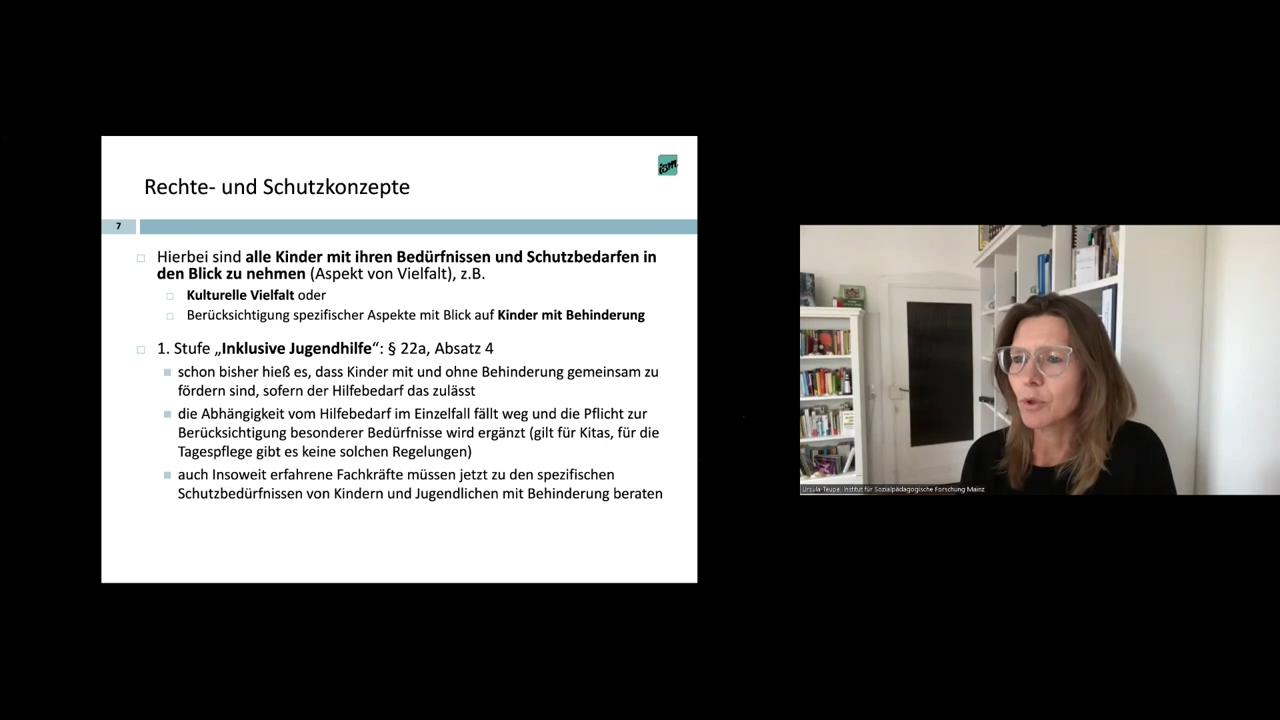 ism
Rechte- und Schutzkonzepte
7
Hierbei sind alle Kinder mit ihren Bedürfnissen und Schutzbedarfen in
den Blick zu nehmen (Aspekt von Vielfalt), z.B.
Kulturelle Vielfalt oder
Berücksichtigung spezifischer Aspekte mit Blick auf Kinder mit Behinderung
1. Stufe „Inklusive Jugendhilfe“: § 22a, Absatz 4
schon bisher hieß es, dass Kinder mit und ohne Behinderung gemeinsam zu
fördern sind, sofern der Hilfebedarf das zulässt
die Abhängigkeit vom Hilfebedarf im Einzelfall fällt weg und die Pflicht zur
Berücksichtigung besonderer Bedürfnisse wird ergänzt (gilt für Kitas, für die
Tagespflege gibt es keine solchen Regelungen)
auch Insoweit erfahrene Fachkräfte müssen jetzt zu den spezifischen
Schutzbedürfnissen von Kindern und Jugendlichen mit Behinderung beraten
Ursula Teupe, Institut für Sozialpädagogische Forschung Mainz